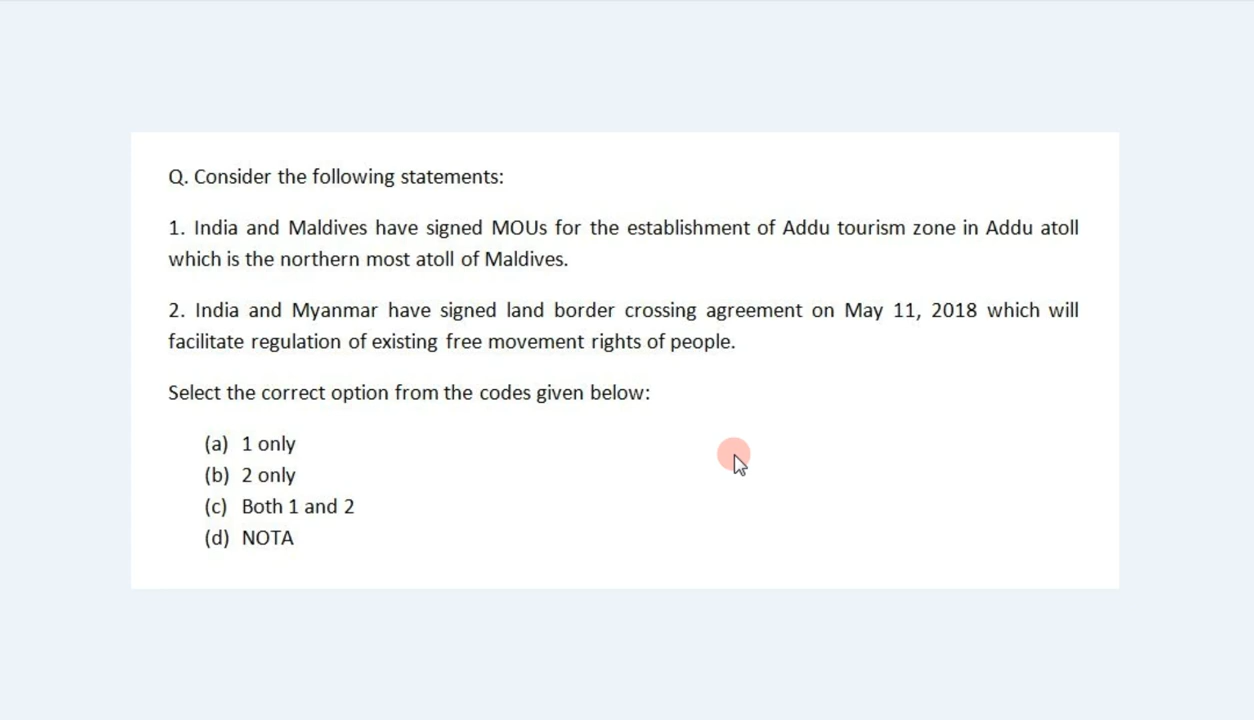 Q. Consider the following statements:
1. India and Maldives have signed MOUs for the establishment of Addu tourism zone in Addu atoll
which is the northern most atoll of Maldives.
2. India and Myanmar have signed land border crossing agreement on May 11, 2018 which will
facilitate regulation of existing free movement rights of people.
Select the correct option from the codes given below:
(a) 1 only
(b) 2 only
(c) Both 1 and 2
(d) NOTA